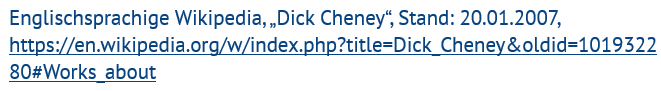 Englischsprachige Wikipedia, „Dick Cheney“, Stand: 20.01.2007,
https://en.wikipedia.org/w/index.php?title=Dick_Cheney&oldid=1019322
80#Works_about